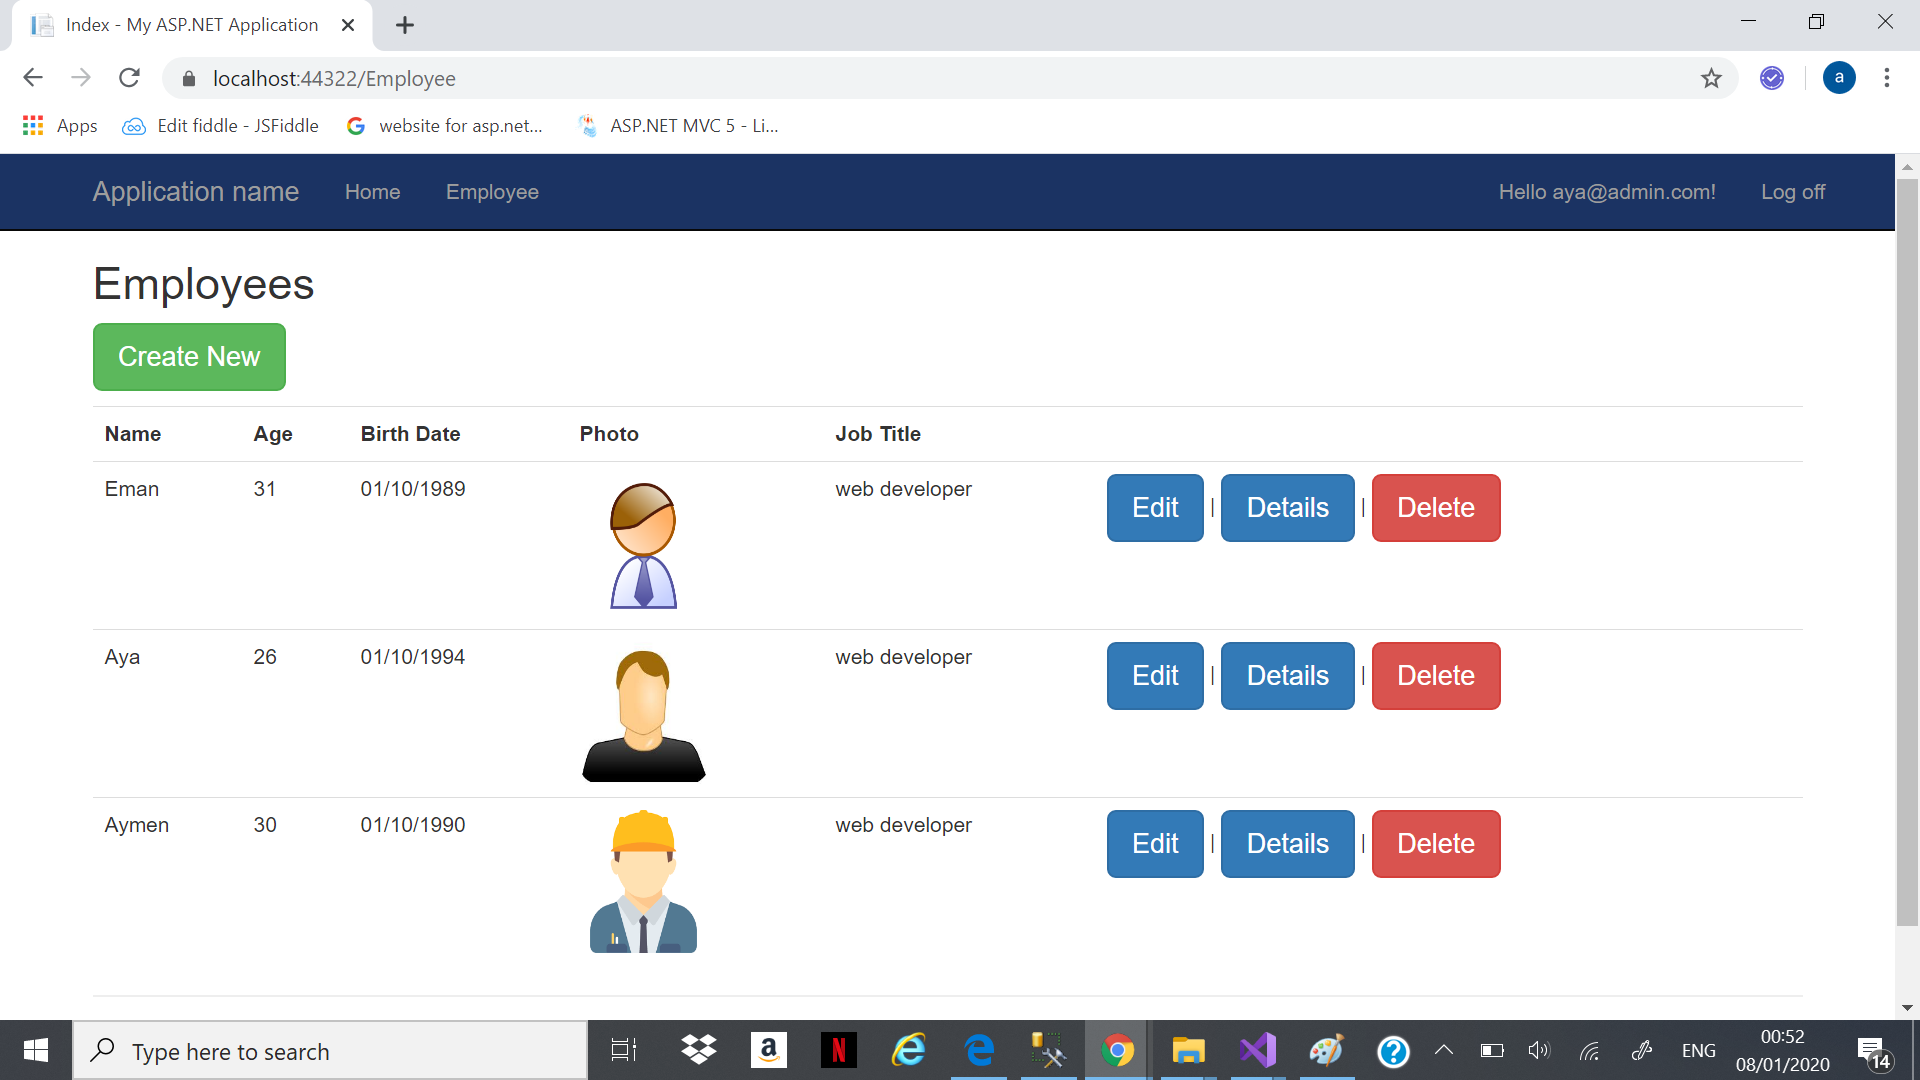 Index - My ASP.NET Application
localhost:44322/Employee
a
Apps
Edit fiddle - JSFiddle
website for asp.net...
ASP.NET MVC 5 - Li...
Application name Home Employee Hello aya@admin.com! Log off
Employees
Create New
Name Age Birth Date Photo Job Title
Eman 31 01/10/1989 web developer Edit | Details | Delete
Aya 26 01/10/1994 web developer Edit | Details | Delete
Aymen 30 01/10/1990 web developer Edit | Details | Delete
Type here to search
a
N
ENG
00:52
08/01/2020
14